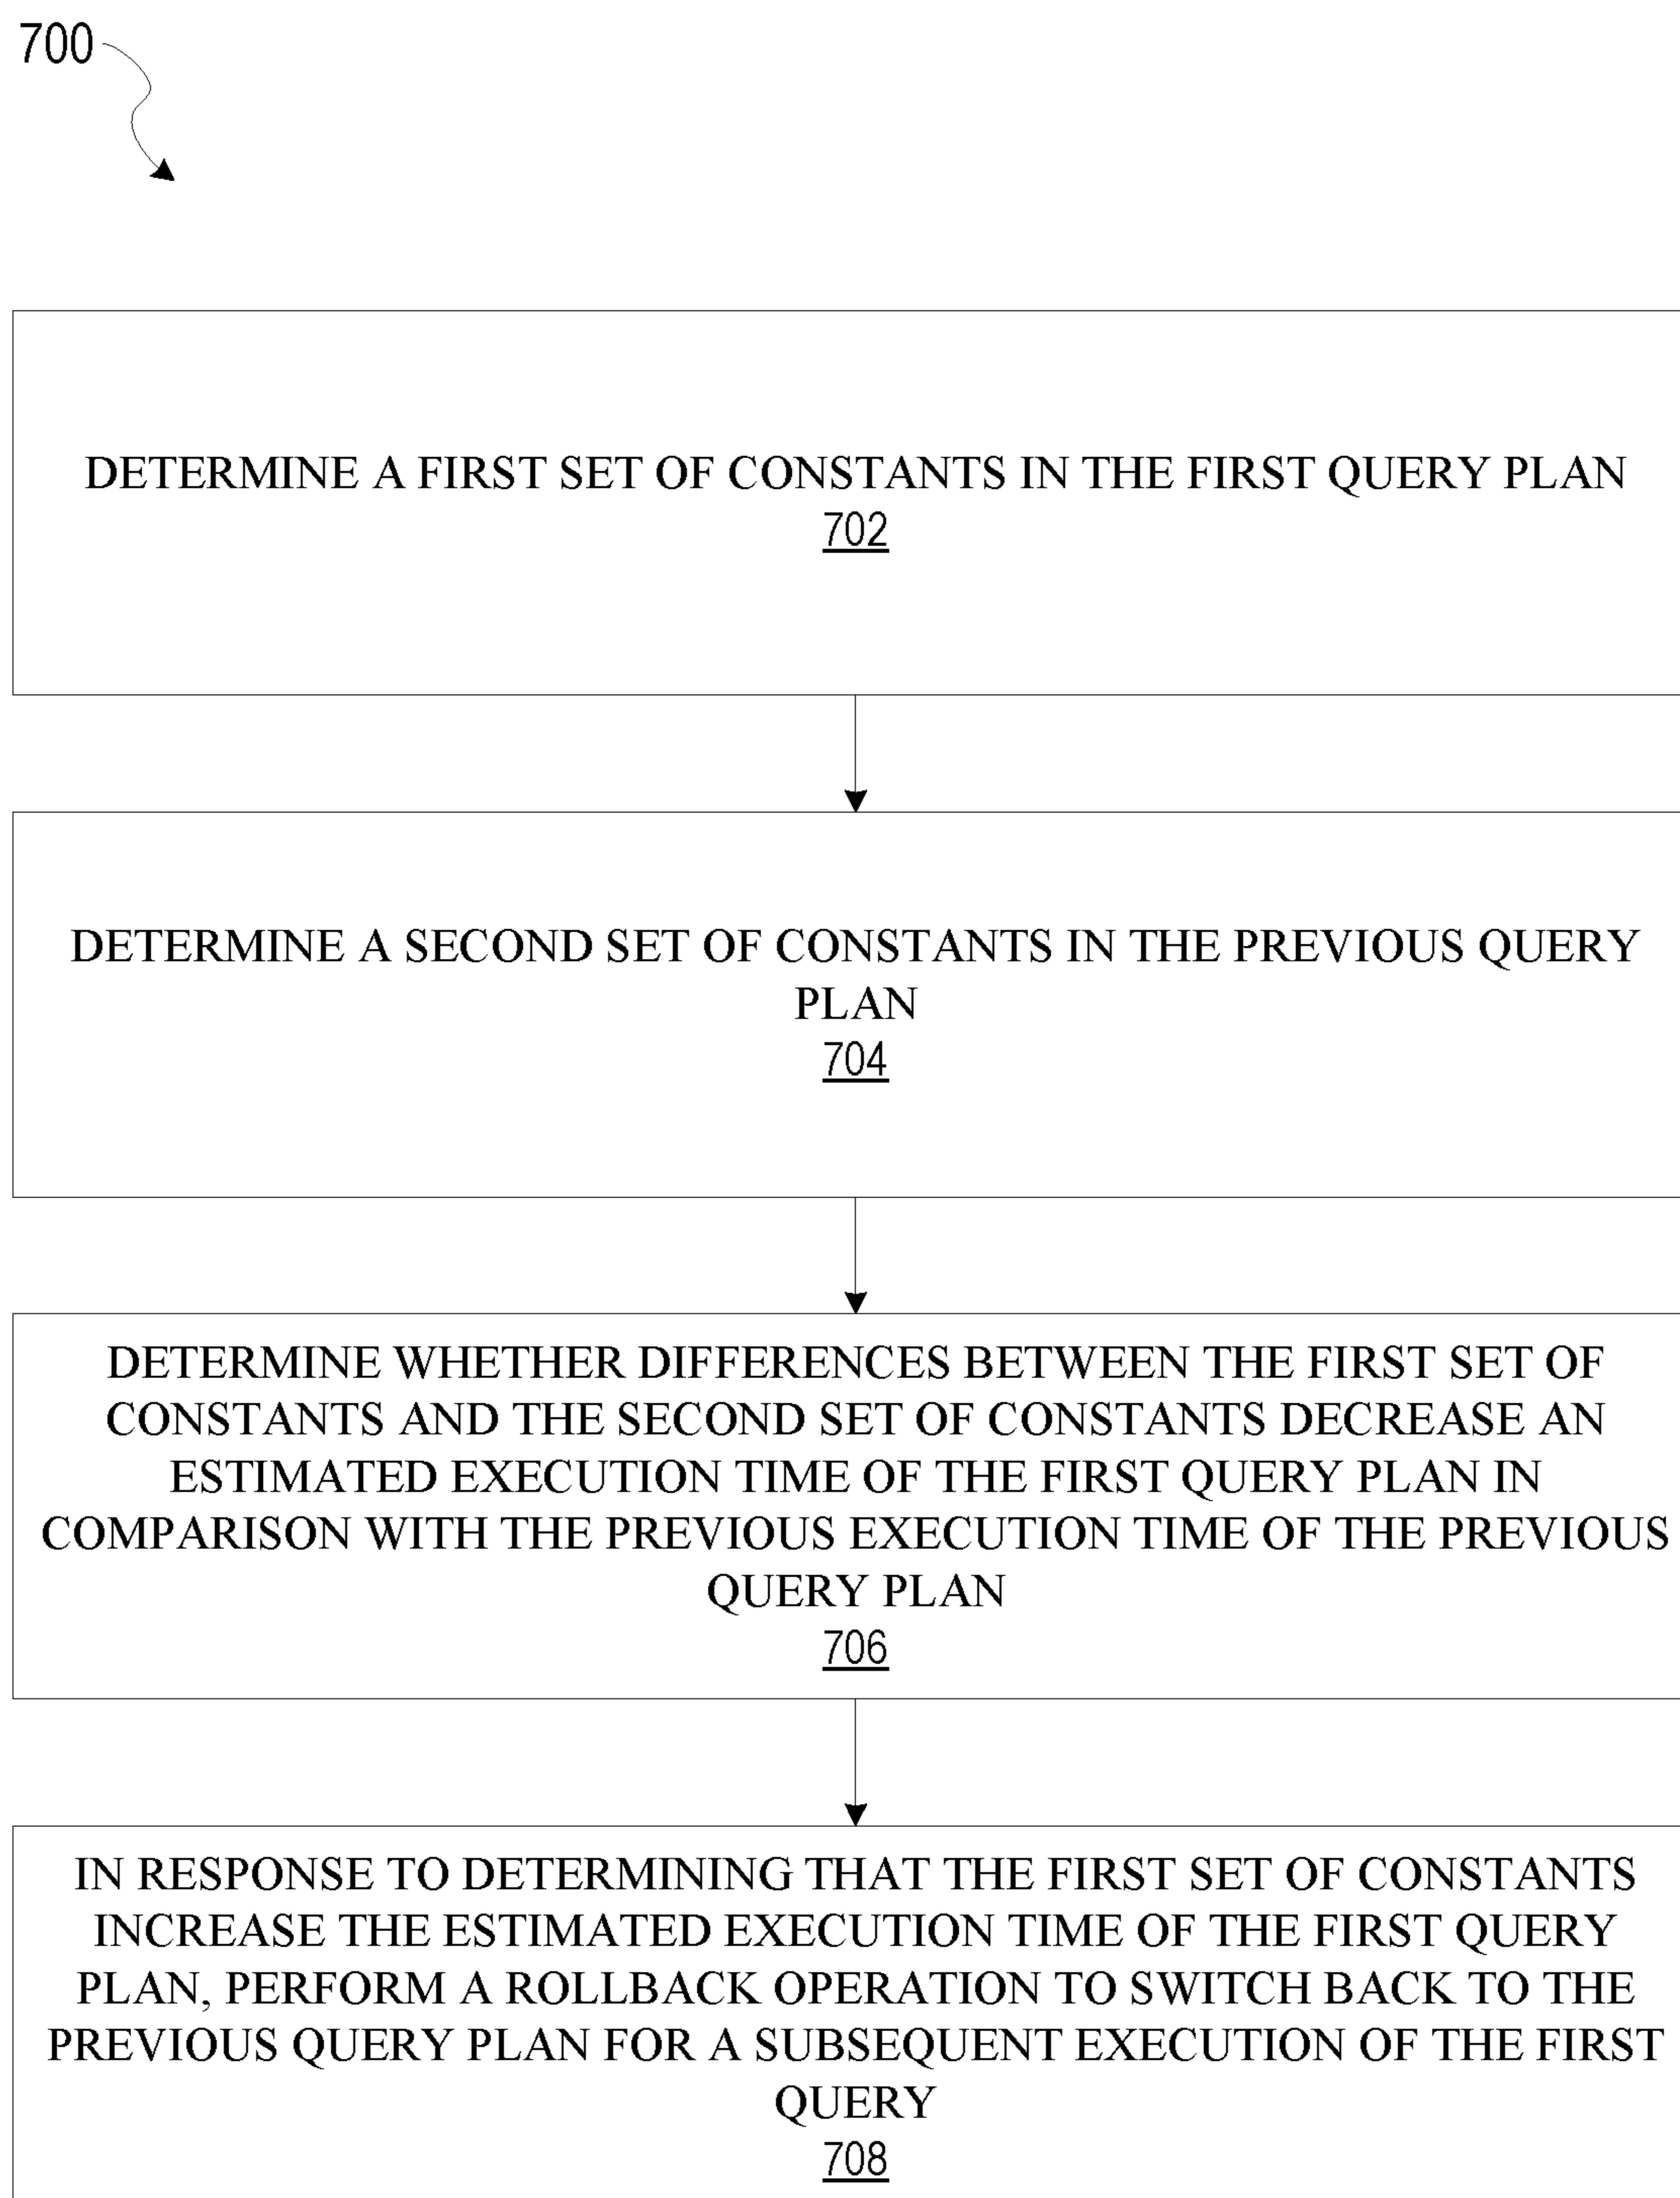 700
DETERMINE A FIRST SET OF CONSTANTS IN THE FIRST QUERY PLAN
702
DETERMINE A SECOND SET OF CONSTANTS IN THE PREVIOUS QUERY
PLAN
704
DETERMINE WHETHER DIFFERENCES BETWEEN THE FIRST SET OF
CONSTANTS AND THE SECOND SET OF CONSTANTS DECREASE AN
ESTIMATED EXECUTION TIME OF THE FIRST QUERY PLAN IN
COMPARISON WITH THE PREVIOUS EXECUTION TIME OF THE PREVIOUS
QUERY PLAN
706
IN RESPONSE TO DETERMINING THAT THE FIRST SET OF CONSTANTS
INCREASE THE ESTIMATED EXECUTION TIME OF THE FIRST QUERY
PLAN, PERFORM A ROLLBACK OPERATION TO SWITCH BACK TO THE
PREVIOUS QUERY PLAN FOR A SUBSEQUENT EXECUTION OF THE FIRST
QUERY
708